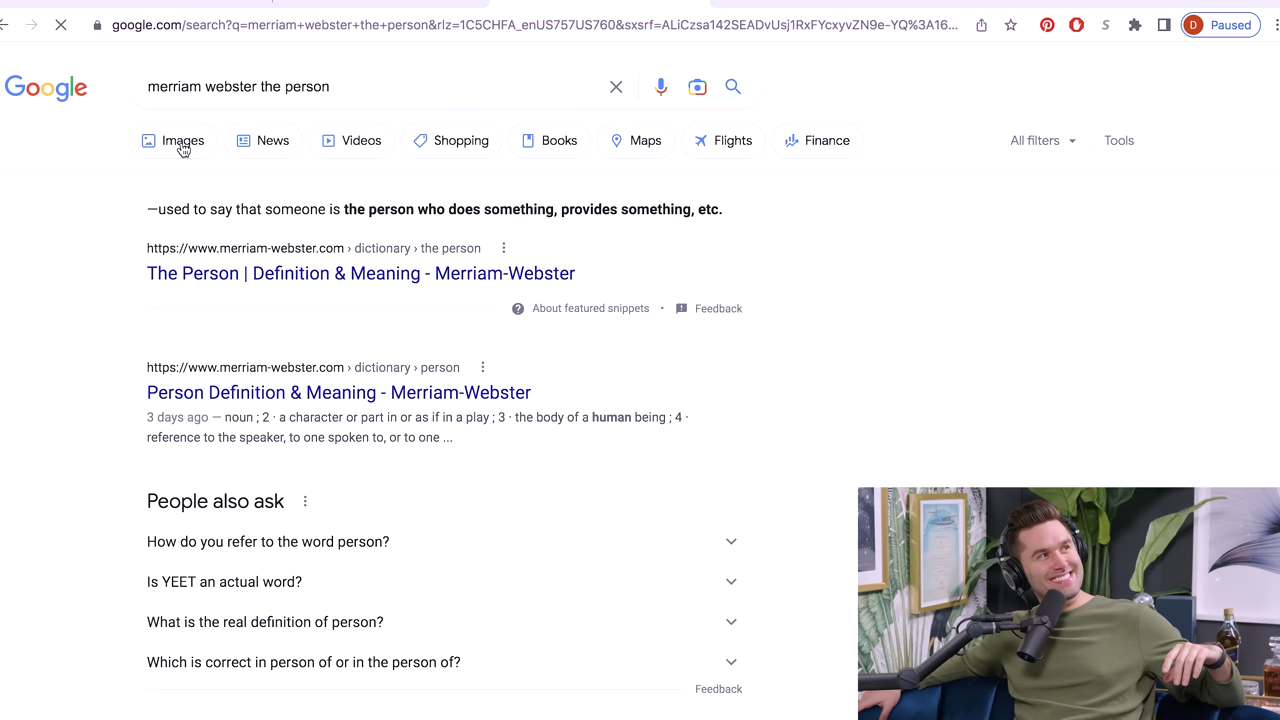 google.com/search?q=merriam+webster+the+person&rlz=1C5CHFA_enUS757US760&sxsrf=ALiCzsa142SEADvUsj1RxFYcxyvZN9e-YQ%3A16...
D Paused
Google
merriam webster the person
Images News Videos Shopping Books Maps Flights Finance All filters Tools
—used to say that someone is the person who does something, provides something, etc.
https://www.merriam-webster.com › dictionary › the person
The Person | Definition & Meaning - Merriam-Webster
About featured snippets • Feedback
https://www.merriam-webster.com › dictionary › person
Person Definition & Meaning - Merriam-Webster
3 days ago — noun ; 2 · a character or part in or as if in a play ; 3 · the body of a human being ; 4 ·
reference to the speaker, to one spoken to, or to one ...
People also ask
How do you refer to the word person?
Is YEET an actual word?
What is the real definition of person?
Which is correct in person of or in the person of?
Feedback